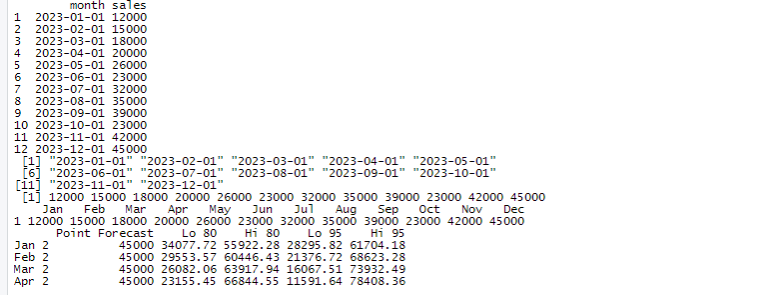 month sales
1 2023-01-01 12000
2 2023-02-01 15000
3 2023-03-01 18000
4 2023-04-01 20000
5 2023-05-01 26000
6 2023-06-01 23000
7 2023-07-01 32000
8 2023-08-01 35000
9 2023-09-01 39000
10 2023-10-01 23000
11 2023-11-01 42000
12 2023-12-01 45000
[1] "2023-01-01" "2023-02-01" "2023-03-01" "2023-04-01" "2023-05-01"
[6] "2023-06-01" "2023-07-01" "2023-08-01" "2023-09-01" "2023-10-01"
[11] "2023-11-01" "2023-12-01"
[1] 12000 15000 18000 20000 26000 23000 32000 35000 39000 23000 42000 45000
Jan Feb Mar Apr May Jun Jul Aug Sep Oct Nov Dec
1 12000 15000 18000 20000 26000 23000 32000 35000 39000 23000 42000 45000
Point Forecast Lo 80 Hi 80 Lo 95 Hi 95
Jan 2 45000 34077.72 55922.28 28295.82 61704.18
Feb 2 45000 29553.57 60446.43 21376.72 68623.28
Mar 2 45000 26082.06 63917.94 16067.51 73932.49
Apr 2 45000 23155.45 66844.55 11591.64 78408.36